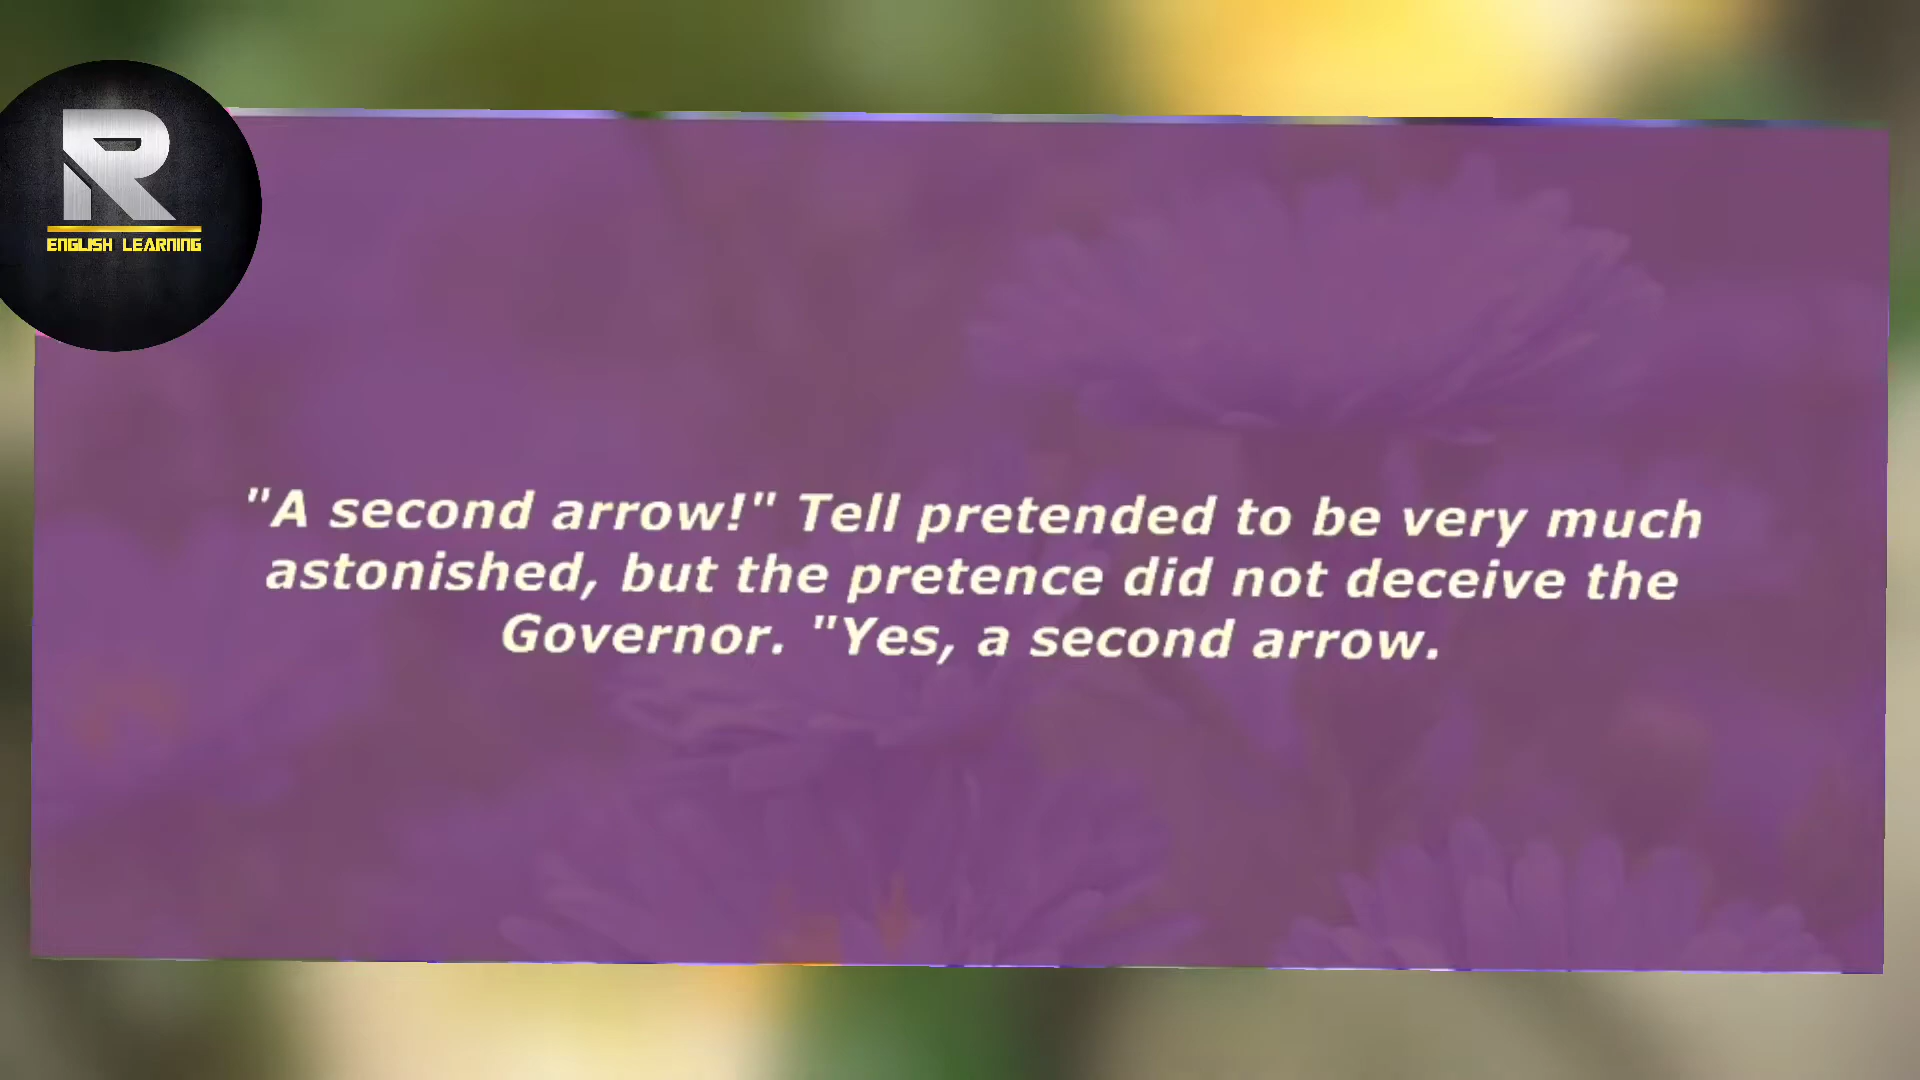 R
ENGLISH LEARNING
"A second arrow!" Tell pretended to be very much
astonished, but the pretence did not deceive the
Governor. "Yes, a second arrow.